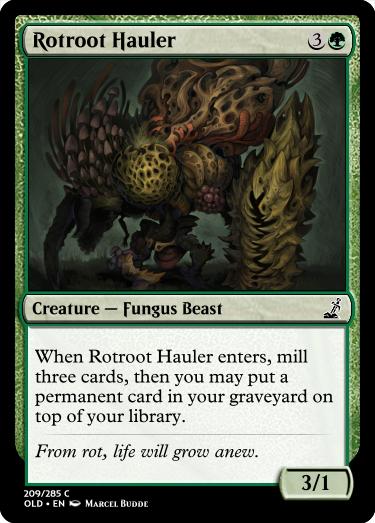 Rotroot Hauler 3
Creature — Fungus Beast
When Rotroot Hauler enters, mill
three cards, then you may put a
permanent card in your graveyard on
top of your library.
From rot, life will grow anew.
3/1
209/285 C
OLD • EN Marcel Budde